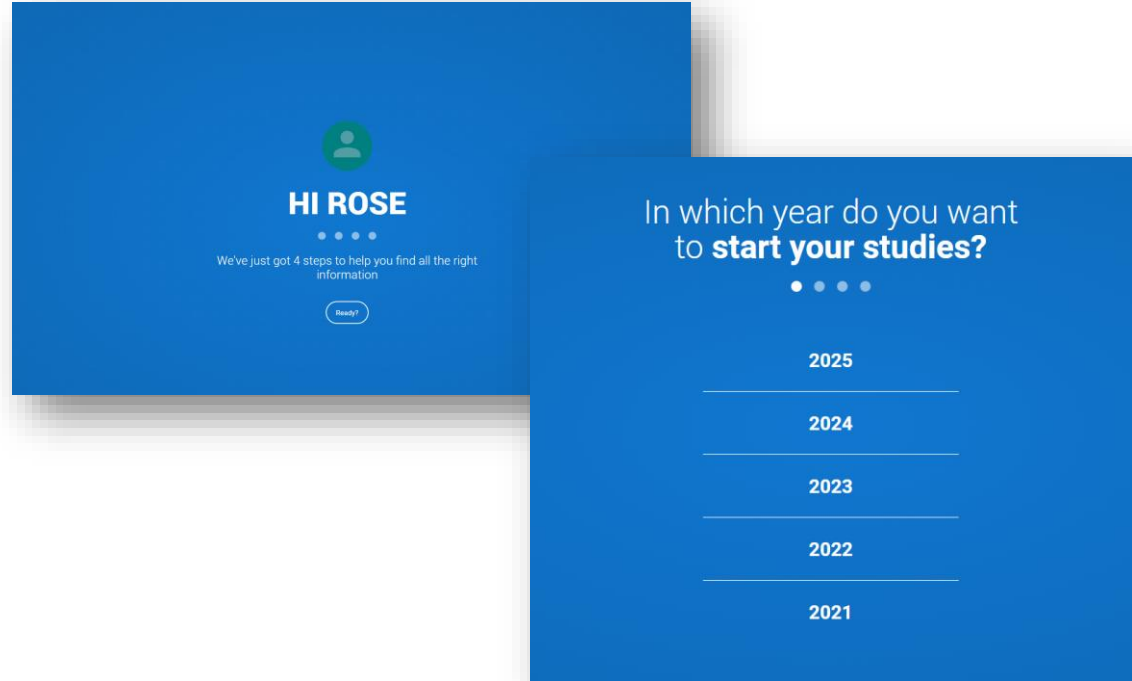 HI ROSE
We've just got 4 steps to help you find all the right
information
Ready?
In which year do you want
to start your studies?
2025
2024
2023
2022
2021